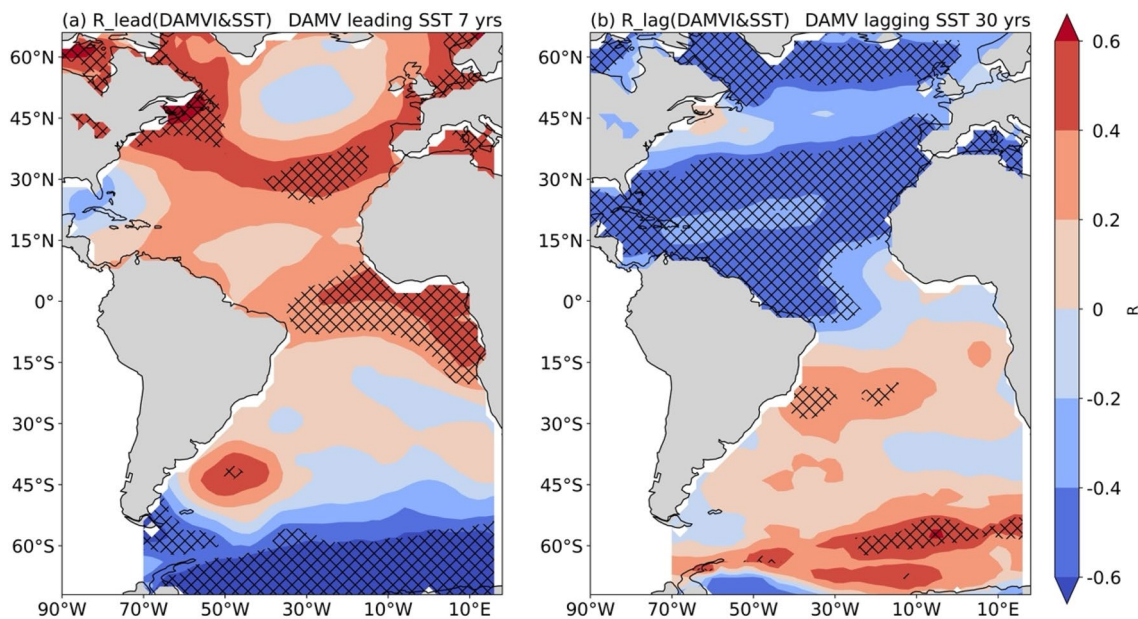 (a) R_lead(DAMVI&SST) DAMV leading SST 7 yrs
(b) R_lag(DAMVI&SST) DAMV lagging SST 30 yrs
60°N
45°N
30°N
15°N
0°
15°S
30°S
45°S
60°S
90°W 70°W 50°W 30°W 10°W 10°E
60°N
45°N
30°N
15°N
0°
15°S
30°S
45°S
60°S
90°W 70°W 50°W 30°W 10°W 10°E
0.6
0.4
0.2
0
-0.2
-0.4
-0.6
R